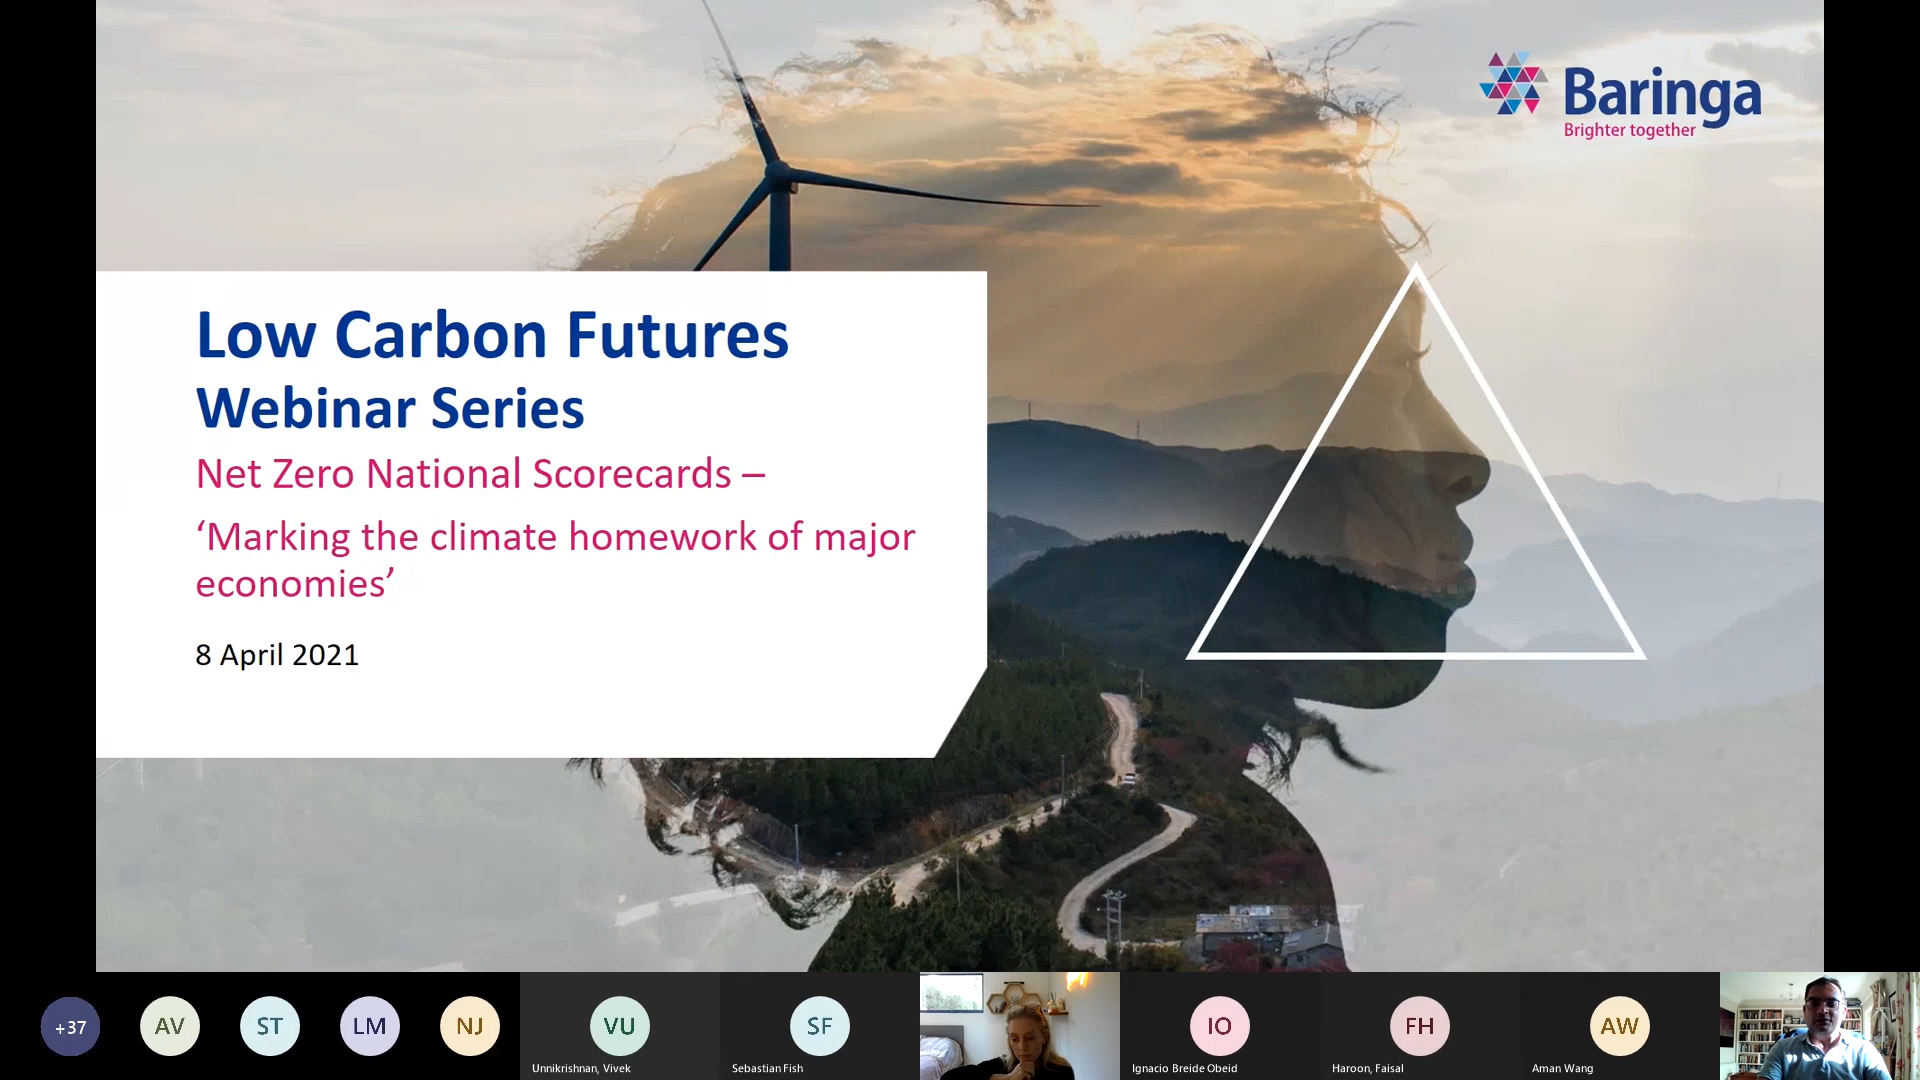 Baringa
Brighter together
Low Carbon Futures
Webinar Series
Net Zero National Scorecards –
‘Marking the climate homework of major
economies’
8 April 2021
+37
AV
ST
LM
NJ
VU
Unnikrishnan, Vivek
SF
Sebastian Fish
IO
Ignacio Breide Obeid
FH
Haroon, Faisal
AW
Aman Wang